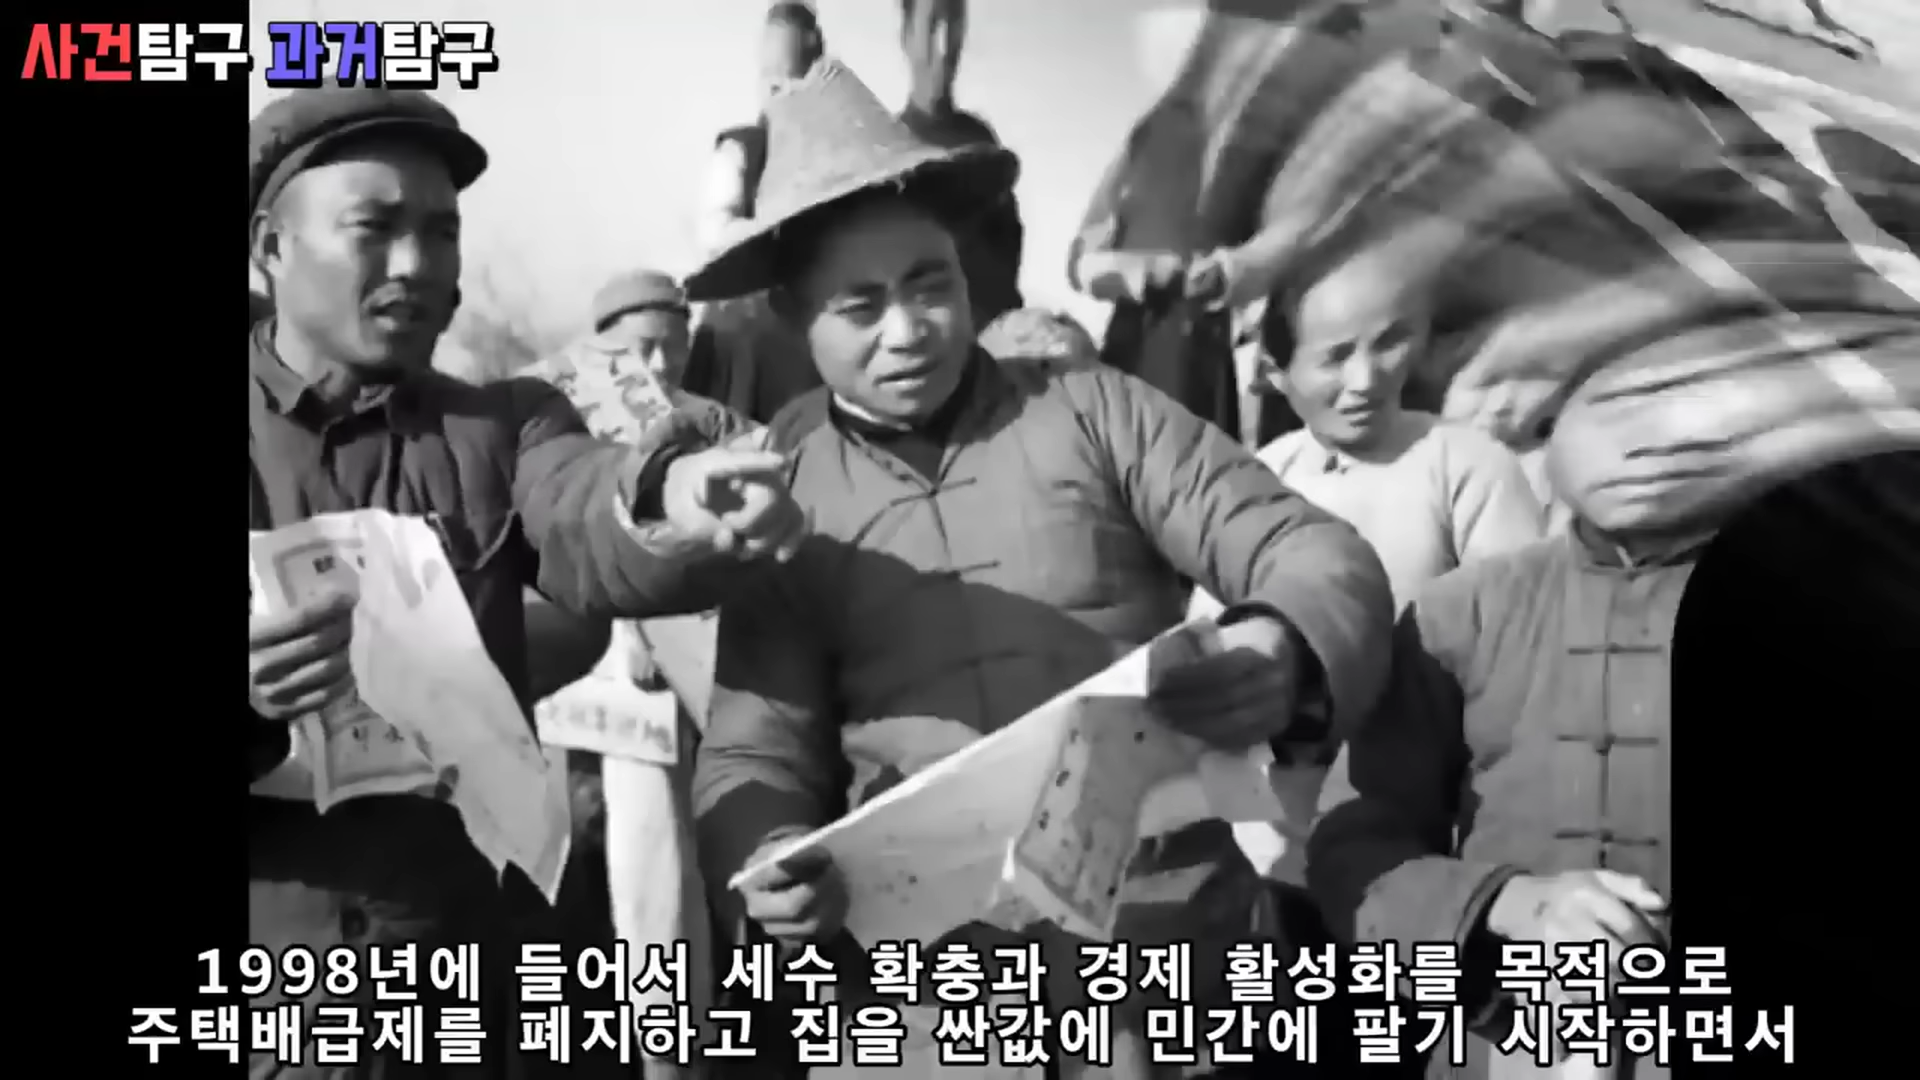 사건탐구 과거탐구
1998년에 들어서 세수 확충과 경제 활성화를 목적으로
주택배급제를 폐지하고 집을 싼값에 민간에 팔기 시작하면서